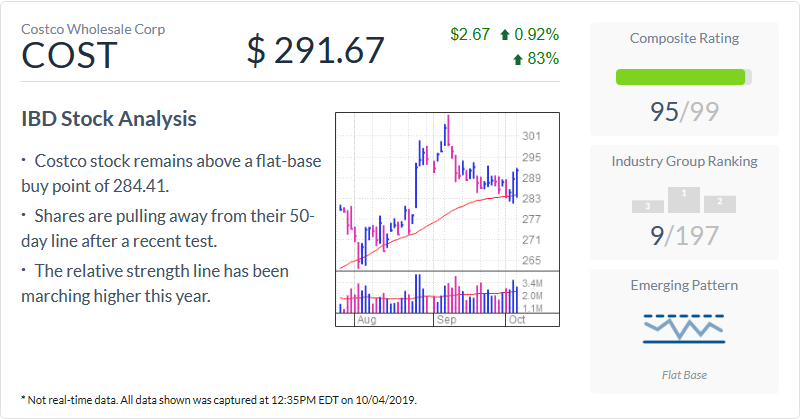 Costco Wholesale Corp
COST
$ 291.67
$2.67 0.92%
83%
IBD Stock Analysis
· Costco stock remains above a flat-base
buy point of 284.41.
· Shares are pulling away from their 50-
day line after a recent test.
· The relative strength line has been
marching higher this year.
301
295
289
283
277
271
265
3.4M
2.0M
1.1M
Aug Sep Oct
Composite Rating
95/99
Industry Group Ranking
3 1 2
9/197
Emerging Pattern
Flat Base
* Not real-time data. All data shown was captured at 12:35PM EDT on 10/04/2019.